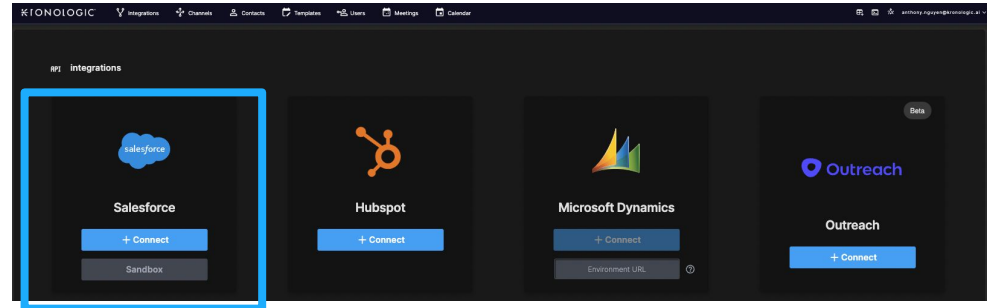 KRONOLOGIC Integrations Channels Contacts Templates Users Meetings Calendar anthony.nguyen@kronologic.ai
API integrations
Beta
salesforce
Outreach
Salesforce Hubspot Microsoft Dynamics
Outreach
+ Connect + Connect + Connect
+ Connect
Sandbox Environment URL ?